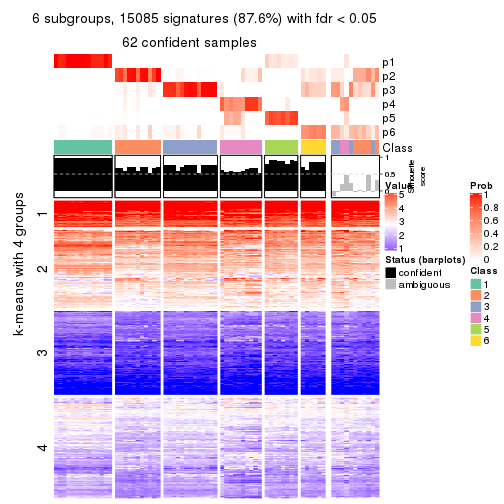 6 subgroups, 15085 signatures (87.6%) with fdr < 0.05
62 confident samples
p1
p2
p3
p4
p5
p6
Class
1
0.5
0
Silhouette
score
k-means with 4 groups
1
2
3
4
Value
5
4
3
2
1
Status (barplots)
confident
ambiguous
Prob
1
0.8
0.6
0.4
0.2
0
Class
1
2
3
4
5
6